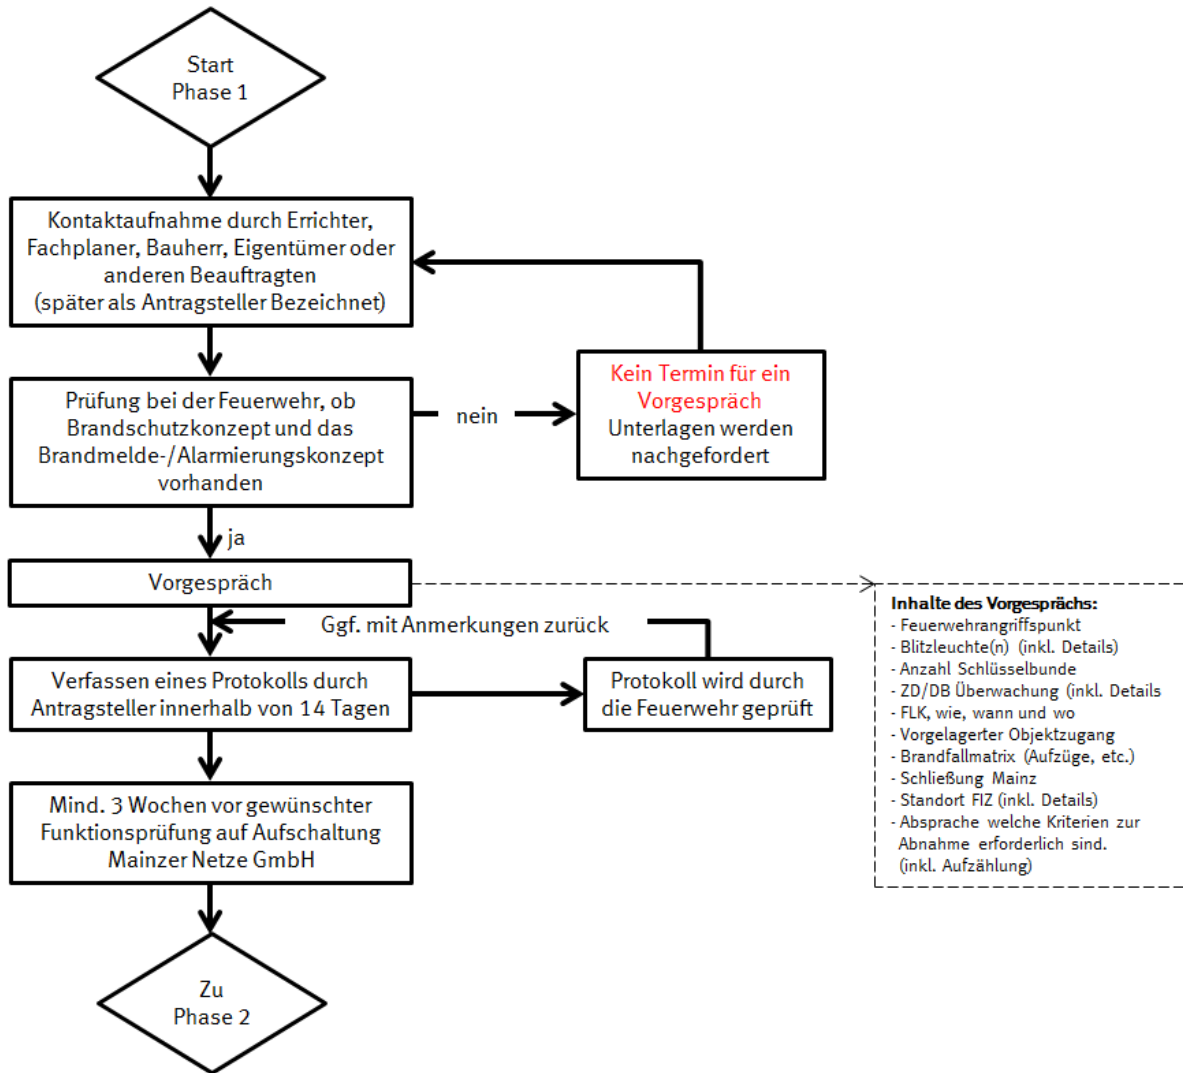 Start
Phase 1
Kontaktaufnahme durch Errichter,
Fachplaner, Bauherr, Eigentümer oder
anderen Beauftragten
(später als Antragsteller Bezeichnet)
Prüfung bei der Feuerwehr, ob
Brandschutzkonzept und das
Brandmelde-/Alarmierungskonzept
vorhanden
nein
Kein Termin für ein
Vorgespräch
Unterlagen werden
nachgefordert
ja
Vorgespräch
Inhalte des Vorgesprächs:
- Feuerwehrangriffspunkt
- Blitzleuchte(n) (inkl. Details)
- Anzahl Schlüsselbunde
- ZD/DB Überwachung (inkl. Details
- FLK, wie, wann und wo
- Vorgelagerter Objektzugang
- Brandfallmatrix (Aufzüge, etc.)
- Schließung Mainz
- Standort FIZ (inkl. Details)
- Absprache welche Kriterien zur
Abnahme erforderlich sind.
(inkl. Aufzählung)
Ggf. mit Anmerkungen zurück
Verfassen eines Protokolls durch
Antragsteller innerhalb von 14 Tagen
Protokoll wird durch
die Feuerwehr geprüft
Mind. 3 Wochen vor gewünschter
Funktionsprüfung auf Aufschaltung
Mainzer Netze GmbH
Zu
Phase 2